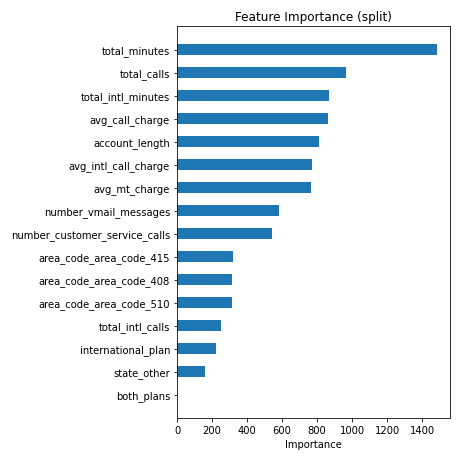 Feature Importance (split)
total_minutes
total_calls
total_intl_minutes
avg_call_charge
account_length
avg_intl_call_charge
avg_mt_charge
number_vmail_messages
number_customer_service_calls
area_code_area_code_415
area_code_area_code_408
area_code_area_code_510
total_intl_calls
international_plan
state_other
both_plans
0 200 400 600 800 1000 1200 1400
Importance